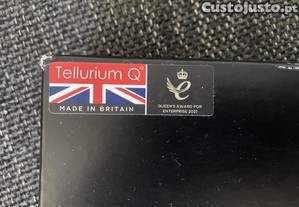 CustoJusto.pt
Tellurium Q®
MADE IN BRITAIN
QUEEN'S AWARD FOR
ENTERPRISE 2021